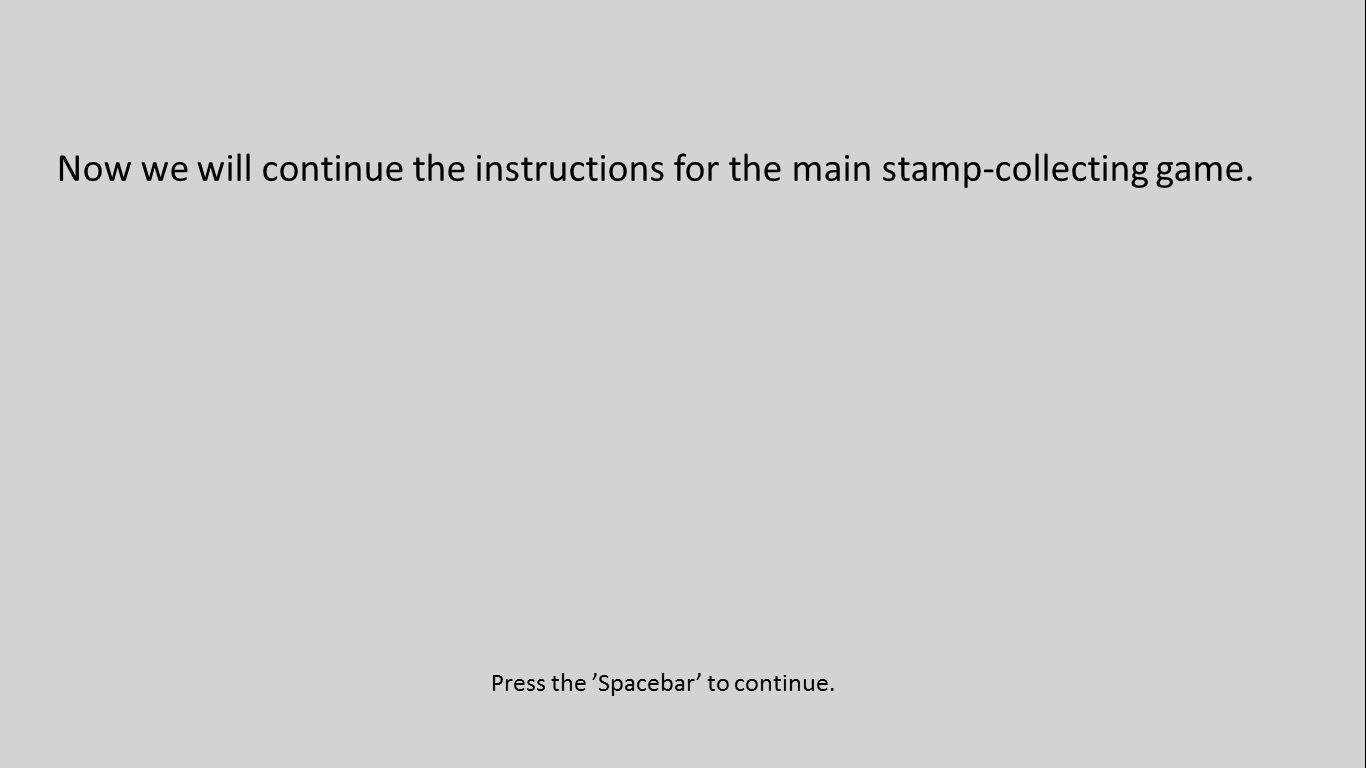 Now we will continue the instructions for the main stamp-collecting game.
Press the ’Spacebar’ to continue.